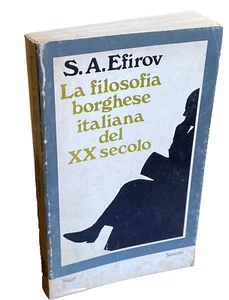 S.A.Efirov
La filosofia
borghese
italiana
del
XX secolo
Saggi
Sansoni